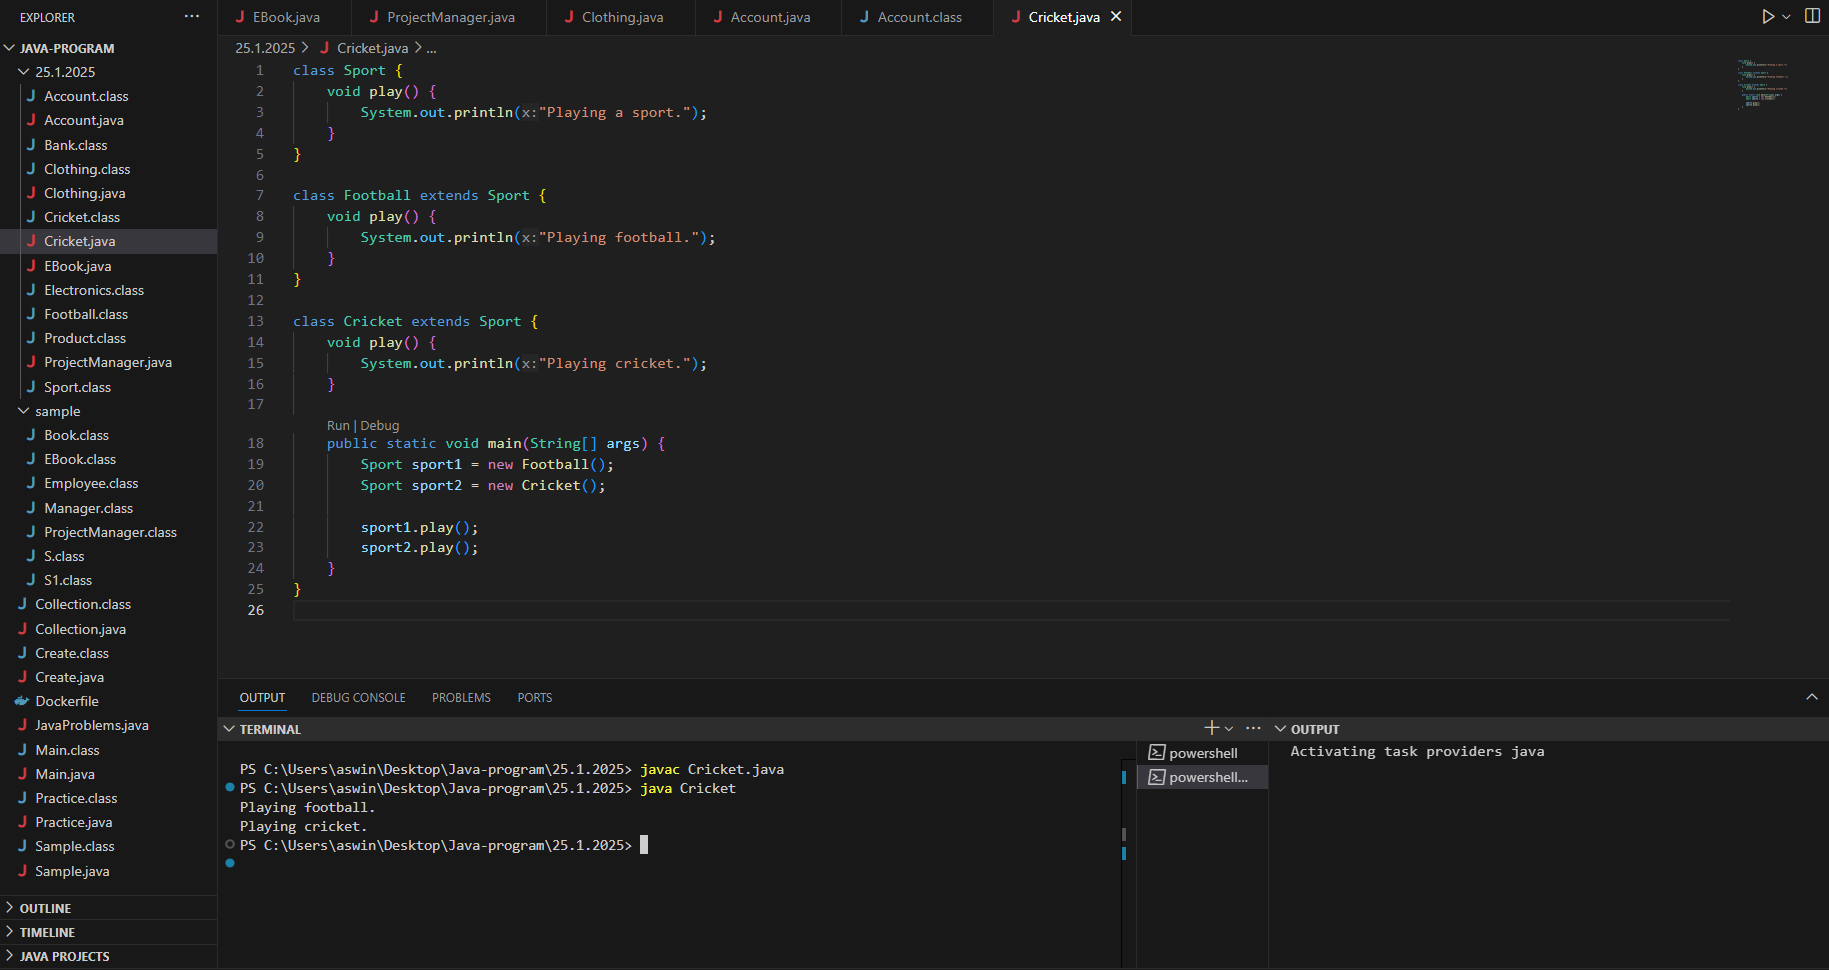 EXPLORER
JAVA-PROGRAM
25.1.2025
Account.class
Account.java
Bank.class
Clothing.class
Clothing.java
Cricket.class
Cricket.java
EBook.java
Electronics.class
Football.class
Product.class
ProjectManager.java
Sport.class
sample
Book.class
EBook.class
Employee.class
Manager.class
ProjectManager.class
S.class
S1.class
Collection.class
Collection.java
Create.class
Create.java
Dockerfile
JavaProblems.java
Main.class
Main.java
Practice.class
Practice.java
Sample.class
Sample.java
OUTLINE
TIMELINE
JAVA PROJECTS
EBook.java ProjectManager.java Clothing.java Account.java Account.class Cricket.java
25.1.2025 > Cricket.java > ...
1 class Sport {
2 void play() {
3 System.out.println(x:"Playing a sport.");
4 }
5 }
6
7 class Football extends Sport {
8 void play() {
9 System.out.println(x:"Playing football.");
10 }
11 }
12
13 class Cricket extends Sport {
14 void play() {
15 System.out.println(x:"Playing cricket.");
16 }
17
Run | Debug
18 public static void main(String[] args) {
19 Sport sport1 = new Football();
20 Sport sport2 = new Cricket();
21
22 sport1.play();
23 sport2.play();
24 }
25 }
26
OUTPUT DEBUG CONSOLE PROBLEMS PORTS
TERMINAL
PS C:\Users\aswin\Desktop\Java-program\25.1.2025> javac Cricket.java
PS C:\Users\aswin\Desktop\Java-program\25.1.2025> java Cricket
Playing football.
Playing cricket.
PS C:\Users\aswin\Desktop\Java-program\25.1.2025>
powershell
powershell...
OUTPUT
Activating task providers java